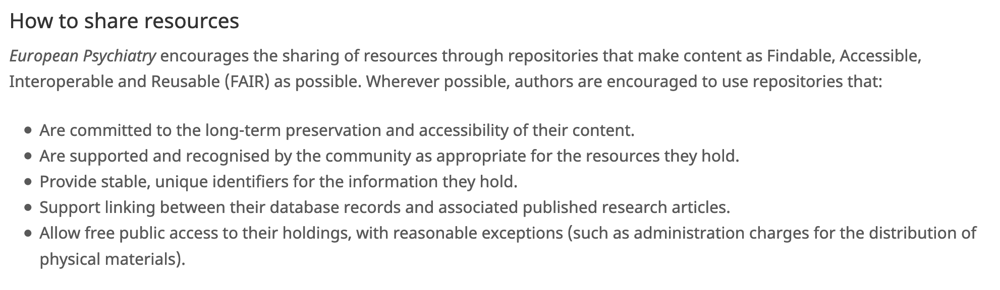 How to share resources
European Psychiatry encourages the sharing of resources through repositories that make content as Findable, Accessible,
Interoperable and Reusable (FAIR) as possible. Wherever possible, authors are encouraged to use repositories that:
• Are committed to the long-term preservation and accessibility of their content.
• Are supported and recognised by the community as appropriate for the resources they hold.
• Provide stable, unique identifiers for the information they hold.
• Support linking between their database records and associated published research articles.
• Allow free public access to their holdings, with reasonable exceptions (such as administration charges for the distribution of
physical materials).